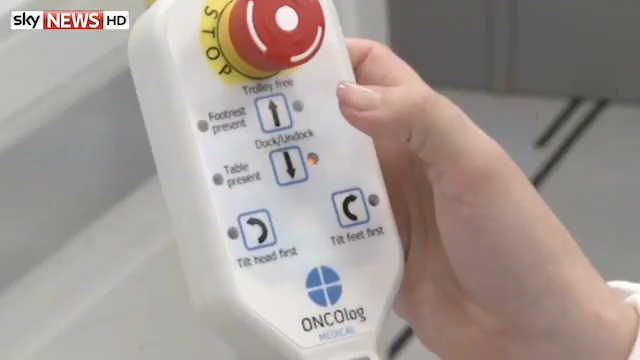 sky NEWS HD
STOP
Trolley free
Footrest
present
Dock/Undock
Table
present
Tilt head first
Tilt feet first
ONCOlog
MEDICAL